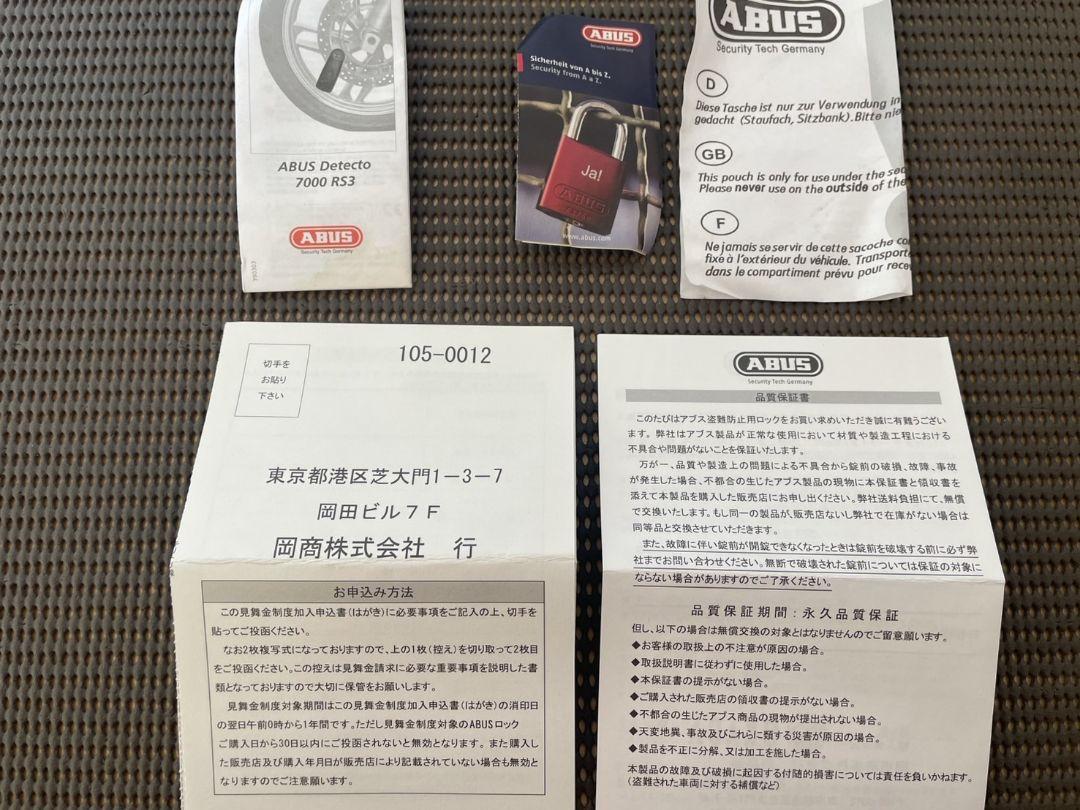 ABUS Detecto
7000 RS3
ABUS
Security Tech Germany
ABUS
Security Tech Germany
Sicherheit von A bis Z.
Security from A a Z.
Ja!
ABUS
www.abus.com
ABUS
Security Tech Germany
D
Diese Tasche ist nur zur Verwendung in
gedacht (Staufach, Sitzbank). Bitte nie
GB
This pouch is only for use under the sea
Please never use on the outside of the
F
Ne jamais se servir de cette sacoche co
fixé à l'extérieur du véhicule. Transport
dans le compartiment prévu pour rece
切手を
お貼り
下さい
105-0012
東京都港区芝大門1-3-7
岡田ビル7F
岡商株式会社 行
お申込み方法
この見舞金制度加入申込書(はがき)に必要事項をご記入の上、切手を
貼ってご投函ください。
なお2枚複写式になっておりますので、上の1枚(控え)を切り取って2枚目
をご投函ください。この控えは見舞金請求に必要な重要事項を説明した書
類となっておりますので大切に保管をお願いします。
見舞金制度対象期間はこの見舞金制度加入申込書(はがき)の消印日
の翌日午前0時から1年間です。ただし見舞金制度対象のABUSロック
ご購入日から30日以内にご投函されないと無効となります。また購入し
た販売店及び購入年月日が販売店により記載されていない場合も無効と
なりますのでご注意願います。
ABUS
Security Tech Germany
品質保証書
このたびはアブス盗難防止用ロックをお買い求めいただき誠に有難うござい
ます。弊社はアブス製品が正常な使用において材質や製造工程における
不具合や問題がないことを保証いたします。
万が一、品質や製造上の問題による不具合から錠前の破損、故障、事故
が発生した場合、不都合の生じたアブス製品の現物に本保証書と領収書を
添えて本製品を購入した販売店にお申し出ください。弊社送料負担にて、無償
で交換いたします。もし同一の製品が、販売店ないし弊社で在庫がない場合は
同等品と交換させていただきます。
また、故障に伴い錠前が開錠できなくなったときは錠前を破壊する前に必ず弊
社までお問い合わせください。無断で破壊された錠前については保証の対象に
ならない場合がありますのでご了承ください。
品質保証期間:永久品質保証
但し、以下の場合は無償交換の対象とはなりませんのでご留意願います。
◆お客様の取扱上の不注意が原因の場合。
◆取扱説明書に従わずに使用した場合。
◆本保証書の提示がない場合。
◆ご購入された販売店の領収書の提示がない場合。
◆不都合の生じたアブス商品の現物が提出されない場合。
◆天変地異、事故及びこれらに類する災害が原因の場合。
◆製品を不正に分解、又は加工を施した場合。
本製品の故障及び破損に起因する付随的損害については責任を負いかねます。
(盗難された車両に対する補償など)